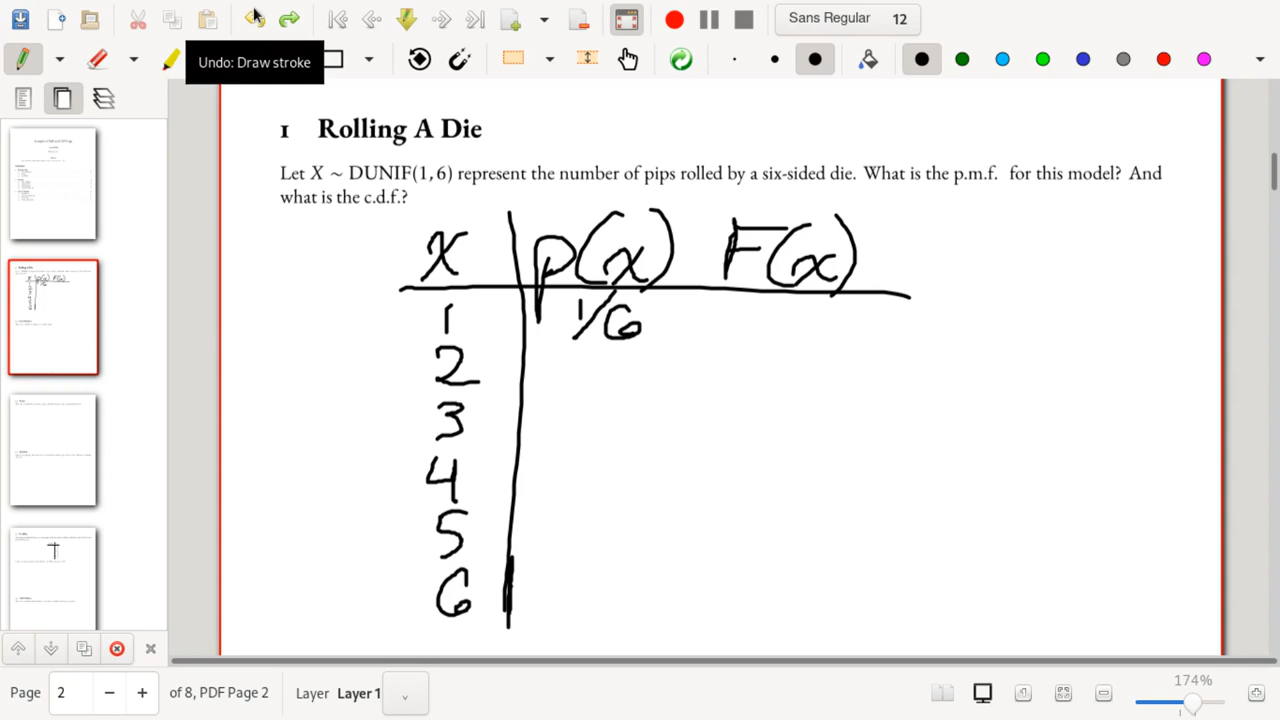 Sans Regular 12
Undo: Draw stroke
1 Rolling A Die
Let X ∼ DUNIF(1, 6) represent the number of pips rolled by a six-sided die. What is the p.m.f. for this model? And
what is the c.d.f.?
x p(x) F(x)
1 1/6
2
3
4
5
6
Page 2 − + of 8, PDF Page 2 Layer Layer 1 174%